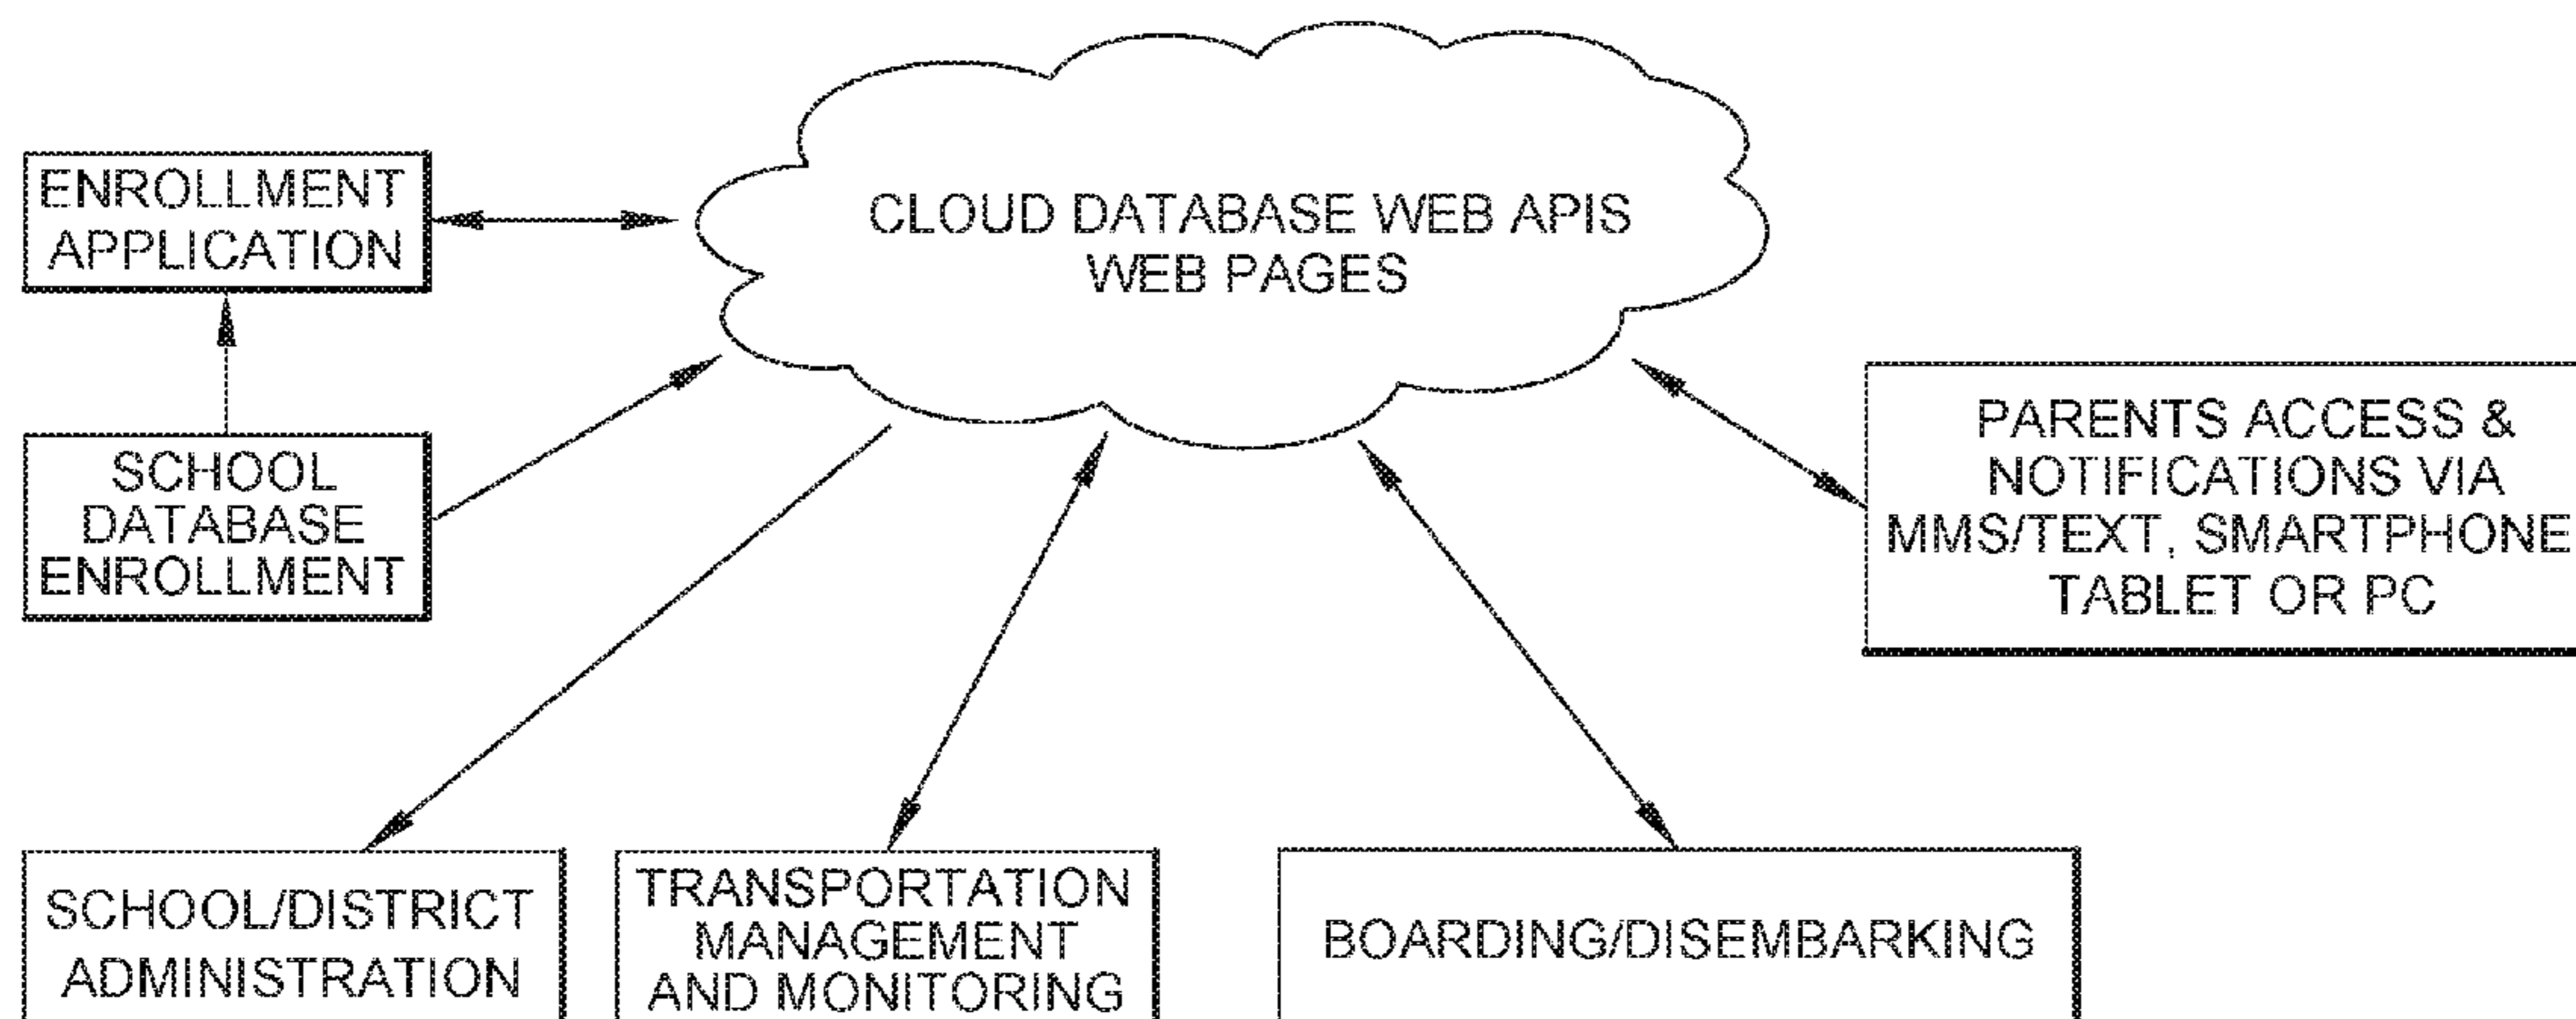 ENROLLMENT
APPLICATION
CLOUD DATABASE WEB APIS
WEB PAGES
SCHOOL
DATABASE
ENROLLMENT
PARENTS ACCESS &
NOTIFICATIONS VIA
MMS/TEXT, SMARTPHONE
TABLET OR PC
SCHOOL/DISTRICT
ADMINISTRATION
TRANSPORTATION
MANAGEMENT
AND MONITORING
BOARDING/DISEMBARKING